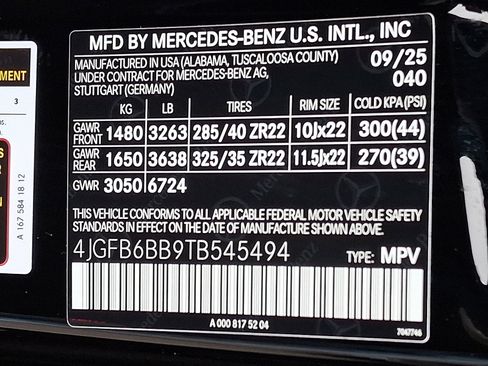 MFD BY MERCEDES-BENZ U.S. INTL., INC
MANUFACTURED IN USA (ALABAMA, TUSCALOOSA COUNTY) 09/25
UNDER CONTRACT FOR MERCEDES-BENZ AG, 040
STUTTGART (GERMANY)
KG LB TIRES RIM SIZE COLD KPA(PSI)
GAWR FRONT 1480 3263 285/40 ZR22 10Jx22 300(44)
GAWR REAR 1650 3638 325/35 ZR22 11.5Jx22 270(39)
GWR 3050 6724
THIS VEHICLE CONFORMS TO ALL APPLICABLE FEDERAL MOTOR VEHICLE SAFETY
STANDARDS IN EFFECT ON THE DATE OF MANUFACTURE SHOWN ABOVE.
4JGFB6BB9TB545494 TYPE: MPV
A 000 817 52 04
7047746
3
A 167 584 18 12